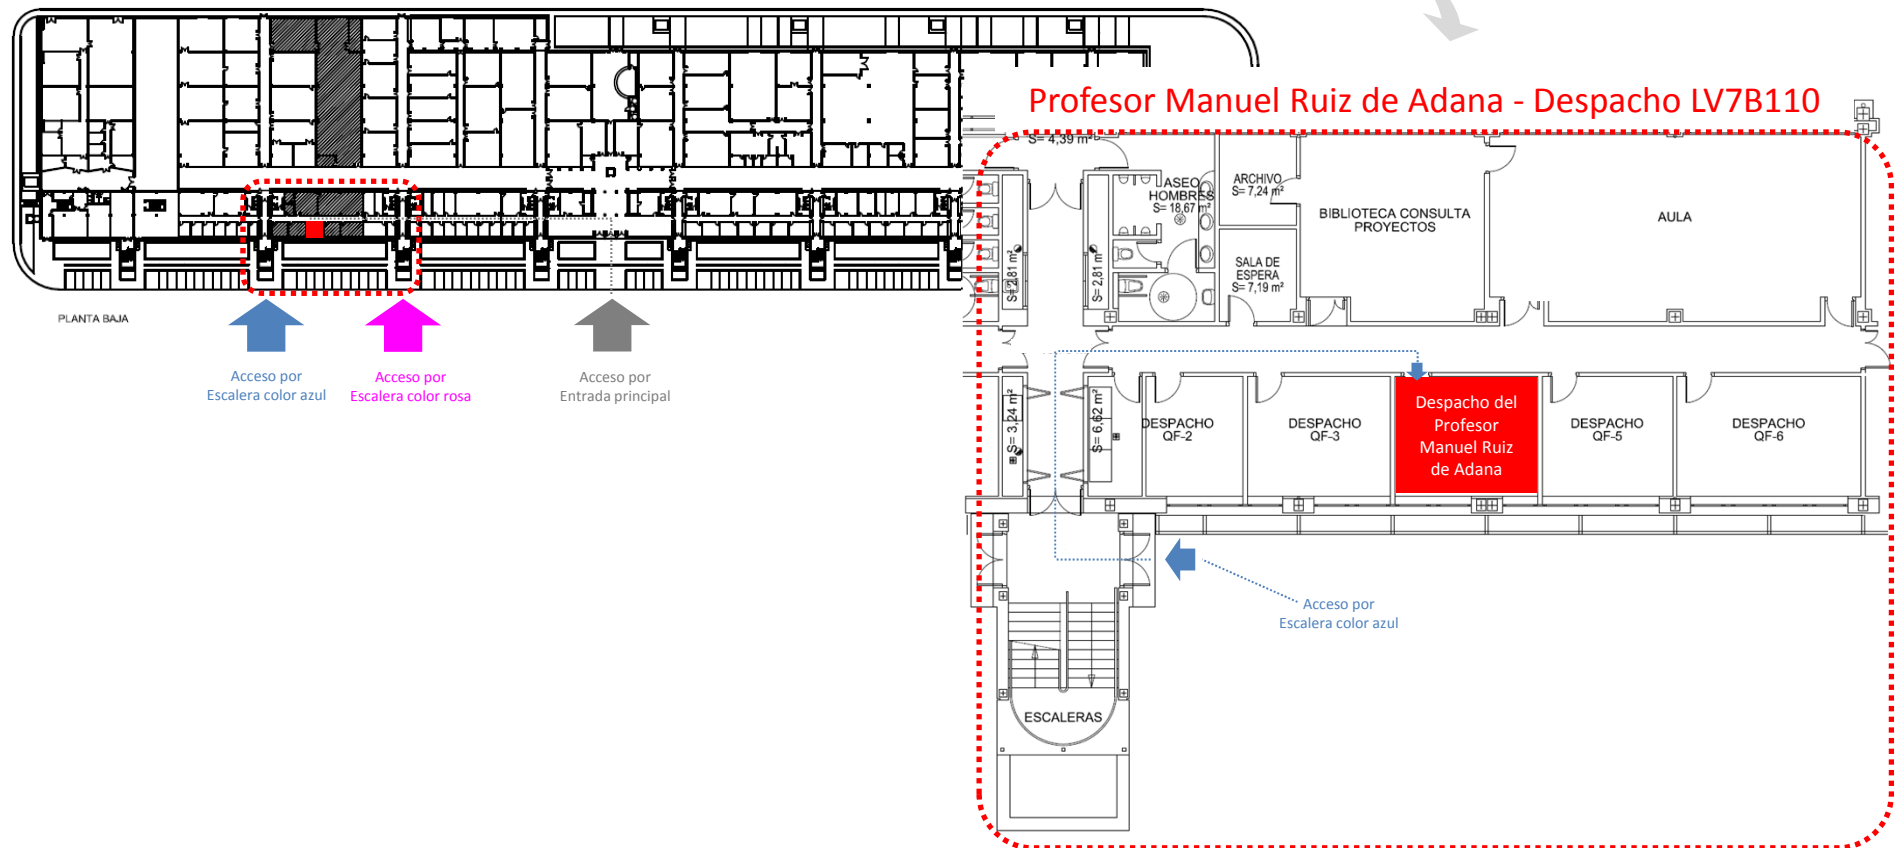 Profesor Manuel Ruiz de Adana - Despacho LV7B110
PLANTA BAJA
Acceso por
Escalera color azul
Acceso por
Escalera color rosa
Acceso por
Entrada principal
S= 4,39 m²
ASEO
HOMBRES
S= 18,67 m²
ARCHIVO
S= 7,24 m²
BIBLIOTECA CONSULTA
PROYECTOS
AULA
SALA DE
ESPERA
S= 7,19 m²
S= 2,81 m²
S= 2,81 m²
S= 3,24 m²
S= 6,62 m²
DESPACHO
QF-2
DESPACHO
QF-3
Despacho del
Profesor
Manuel Ruiz
de Adana
DESPACHO
QF-5
DESPACHO
QF-6
Acceso por
Escalera color azul
ESCALERAS